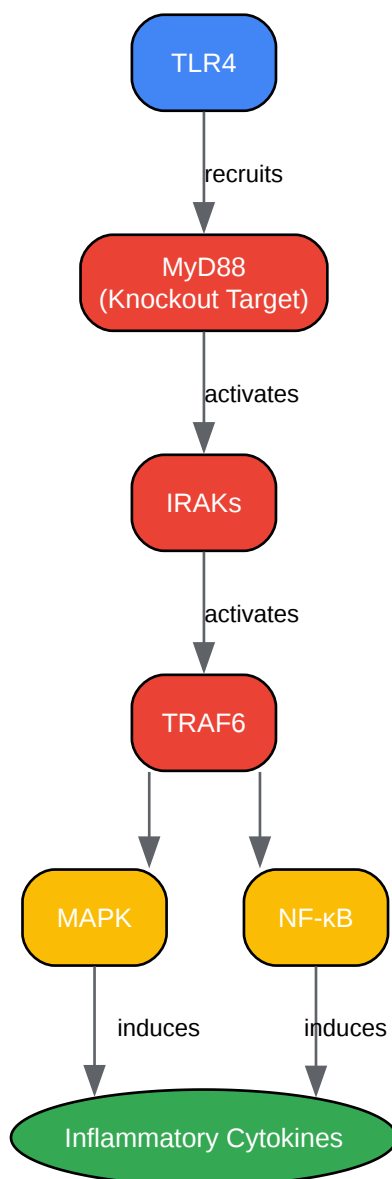 TLR4
recruits
MyD88
(Knockout Target)
activates
IRAKs
activates
TRAF6
MAPK
NF-κB
induces
induces
Inflammatory Cytokines